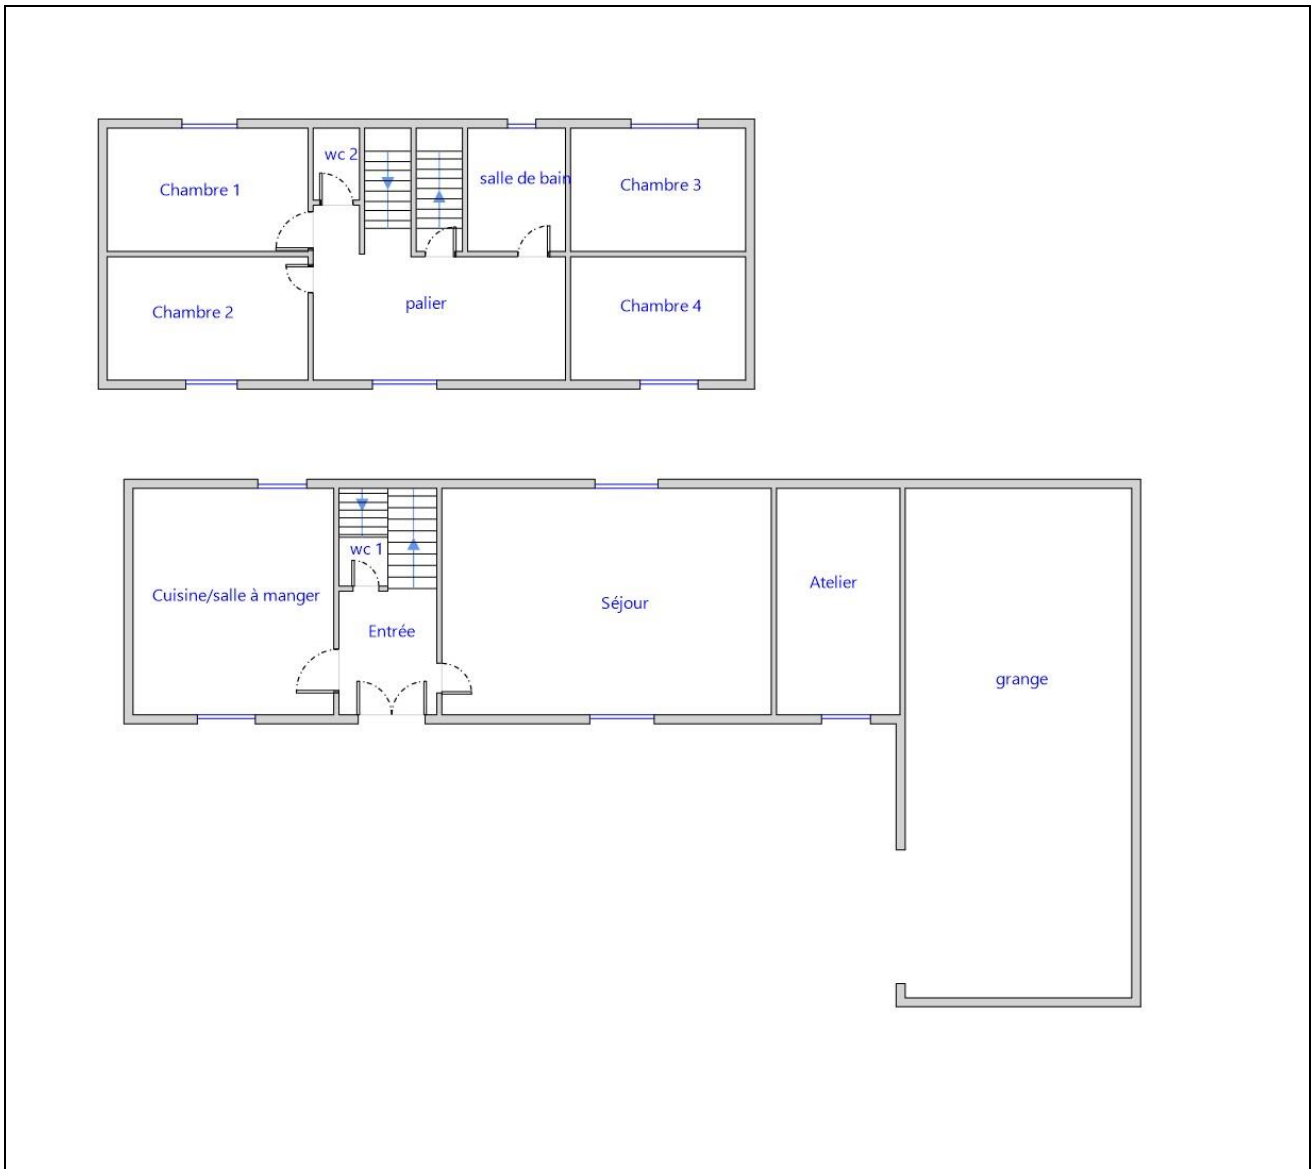 wc 2
Chambre 1
salle de bain
Chambre 3
Chambre 2
palier
Chambre 4
wc 1
Cuisine/salle à manger
Entrée
Séjour
Atelier
grange